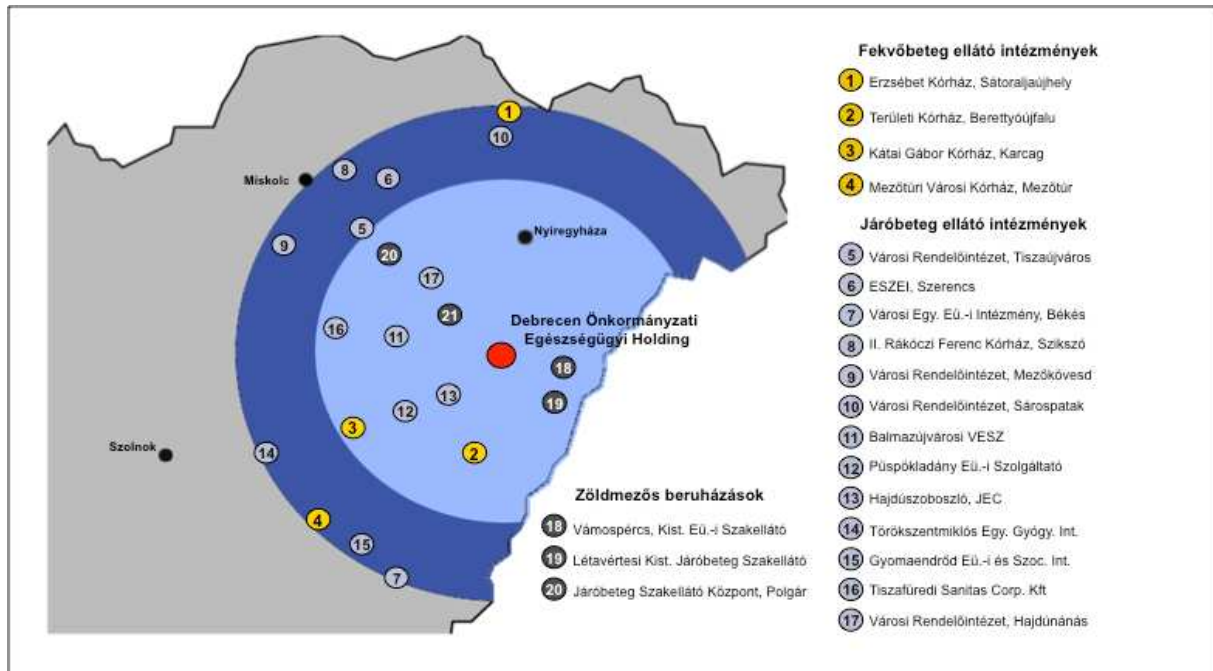 Fekvőbeteg ellátó intézmények
1 Erzsébet Kórház, Sátoraljaújhely
2 Területi Kórház, Berettyóújfalu
3 Kátai Gábor Kórház, Karcag
4 Mezőtúri Városi Kórház, Mezőtúr
Járóbeteg ellátó intézmények
5 Városi Rendelőintézet, Tiszaújváros
6 ESZEI, Szerencs
7 Városi Egy. Eü.-i Intézmény, Békés
8 II. Rákóczi Ferenc Kórház, Szikszó
9 Városi Rendelőintézet, Mezőkövesd
10 Városi Rendelőintézet, Sárospatak
11 Balmazújvárosi VESZ
12 Püspökladány Eü.-i Szolgáltató
13 Hajdúszoboszló, JEC
14 Törökszentmiklós Egy. Gyógy. Int.
15 Gyomaendrőd Eü.-i és Szoc. Int.
16 Tiszafüredi Sanitas Corp. Kft
17 Városi Rendelőintézet, Hajdúnánás
Zöldmezős beruházások
18 Vámospércs, Kist. Eü.-i Szakellátó
19 Létavértesi Kist. Járóbeteg Szakellátó
20 Járóbeteg Szakellátó Központ, Polgár
1
10
8
6
Miskolc
5
9
20
Nyíregyháza
17
21
16
11
Debrecen Önkormányzati
Egészségügyi Holding
18
13
19
12
3
2
Szolnok
14
4
15
7